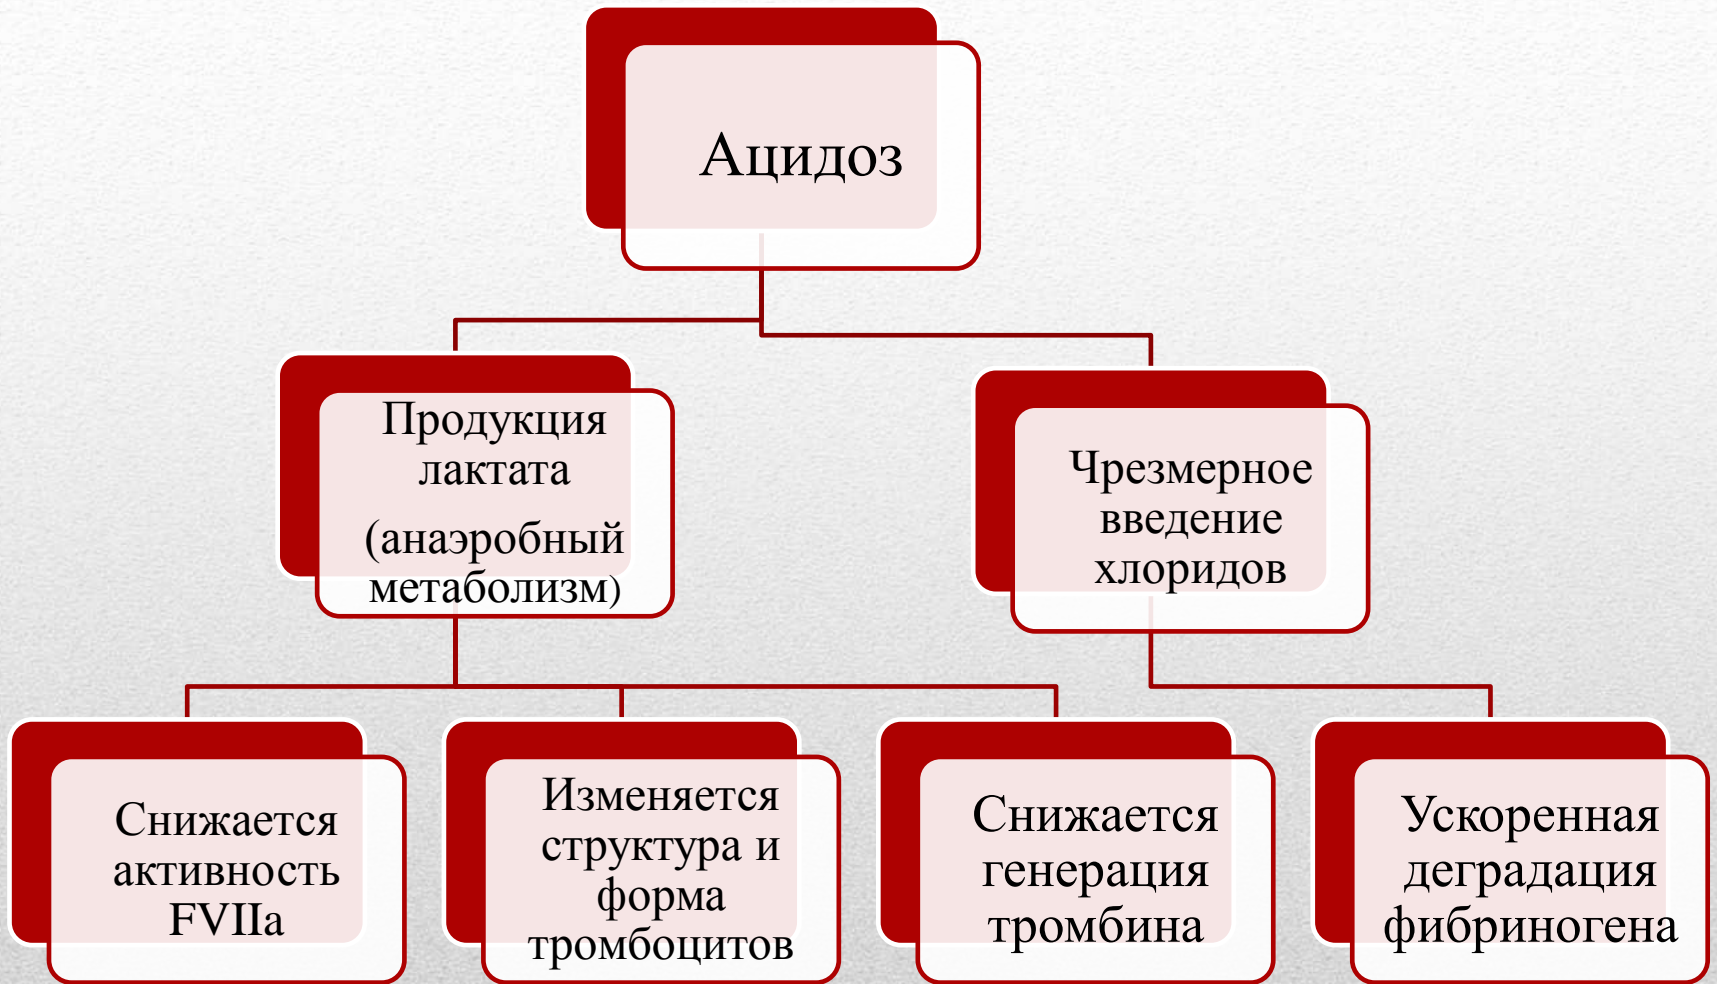 Ацидоз
Продукция
лактата
(анаэробный
метаболизм)
Чрезмерное
введение
хлоридов
Снижается
активность
FVIIa
Изменяется
структура и
форма
тромбоцитов
Снижается
генерация
тромбина
Ускоренная
деградация
фибриногена